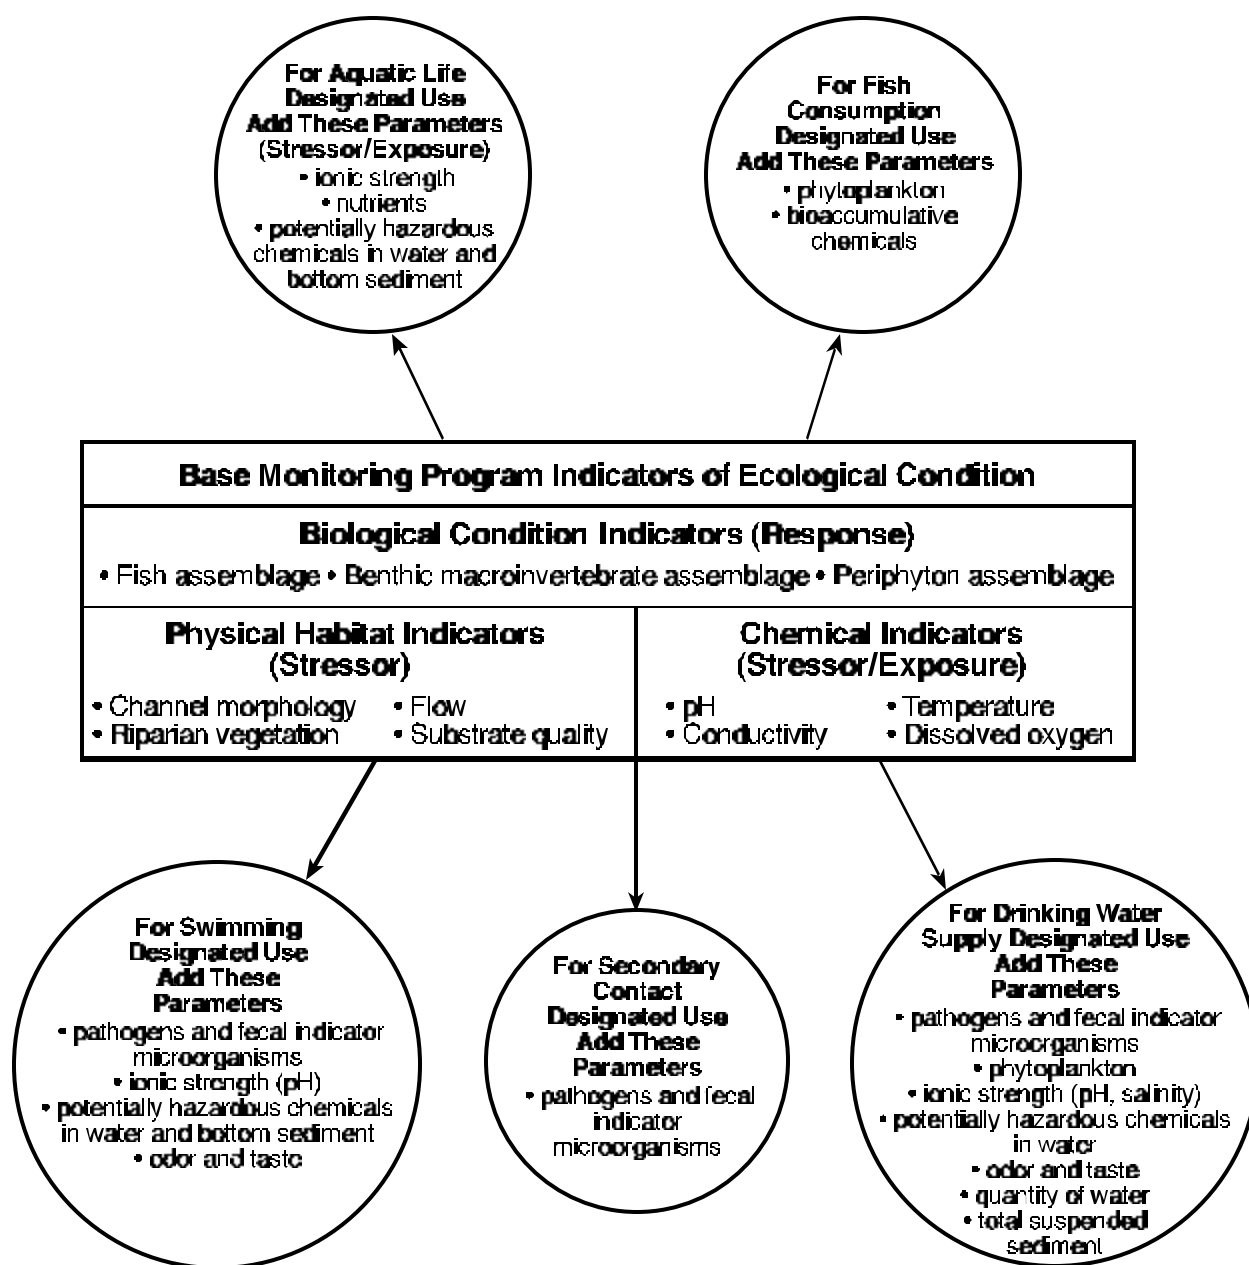 For Aquatic Life
Designated Use
Add These Parameters
(Stressor/Exposure)
• ionic strength
• nutrients
• potentially hazardous
chemicals in water and
bottom sediment
For Fish
Consumption
Designated Use
Add These Parameters
• phytoplankton
• bioaccumulative
chemicals
Base Monitoring Program Indicators of Ecological Condition
Biological Condition Indicators (Response)
• Fish assemblage • Benthic macroinvertebrate assemblage • Periphyton assemblage
Physical Habitat Indicators
(Stressor)
• Channel morphology • Flow
• Riparian vegetation • Substrate quality
Chemical Indicators
(Stressor/Exposure)
• pH • Temperature
• Conductivity • Dissolved oxygen
For Swimming
Designated Use
Add These
Parameters
• pathogens and fecal indicator
microorganisms
• ionic strength (pH)
• potentially hazardous chemicals
in water and bottom sediment
• odor and taste
For Secondary
Contact
Designated Use
Add These
Parameters
• pathogens and fecal
indicator
microorganisms
For Drinking Water
Supply Designated Use
Add These
Parameters
• pathogens and fecal indicator
microorganisms
• phytoplankton
• ionic strength (pH, salinity)
• potentially hazardous chemicals
in water
• odor and taste
• quantity of water
• total suspended
sediment